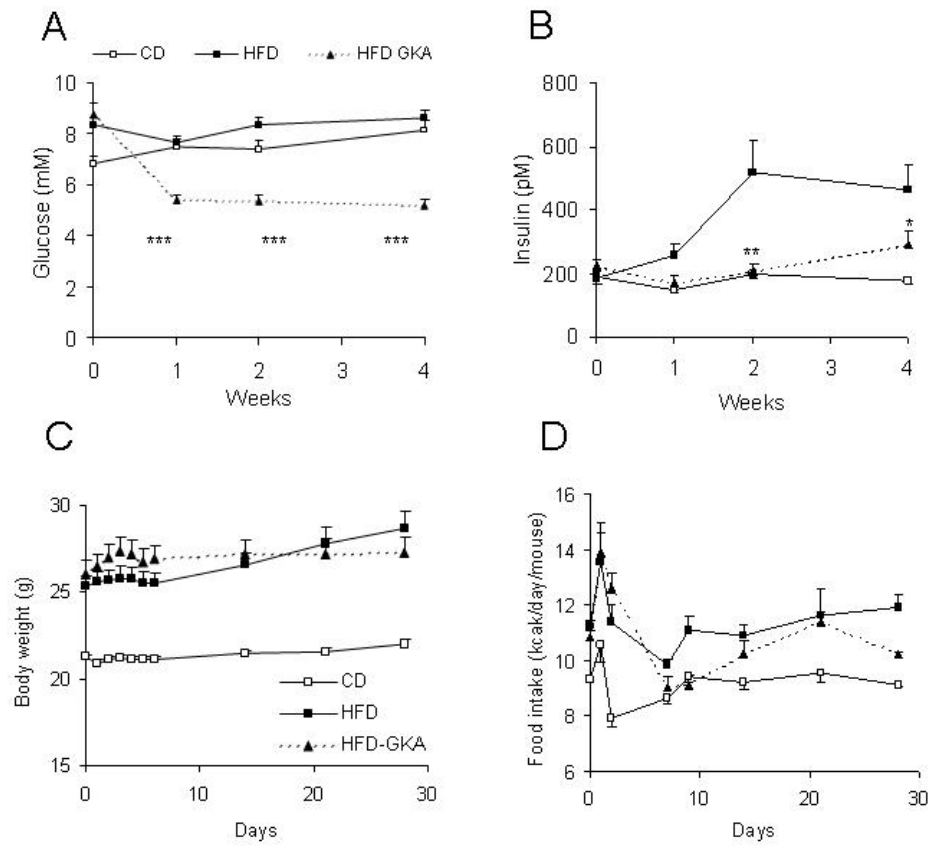 A
CD HFD HFD GKA
10
8
6
4
2
0
Glucose (mM)
*** *** ***
0 1 2 3 4
Weeks
B
800
600
400
200
0
Insulin (pM)
** *
0 1 2 3 4
Weeks
C
30
25
20
15
Body weight (g)
CD
HFD
HFD-GKA
0 10 20 30
Days
D
16
14
12
10
8
6
Food intake (kcak/day/mouse)
0 10 20 30
Days